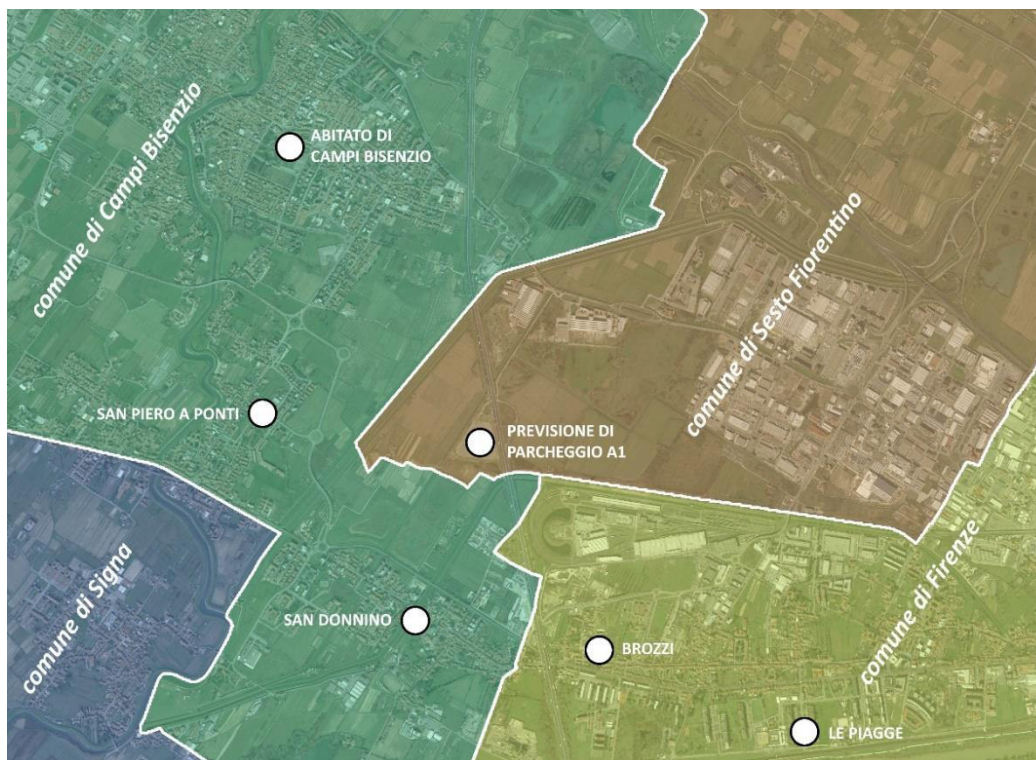 comune di Campi Bisenzio
ABITATO DI
CAMPI BISENZIO
comune di Sesto Fiorentino
SAN PIERO A PONTI
PREVISIONE DI
PARCHEGGIO A1
comune di Signa
SAN DONNINO
BROZZI
comune di Firenze
LE PIAGGE